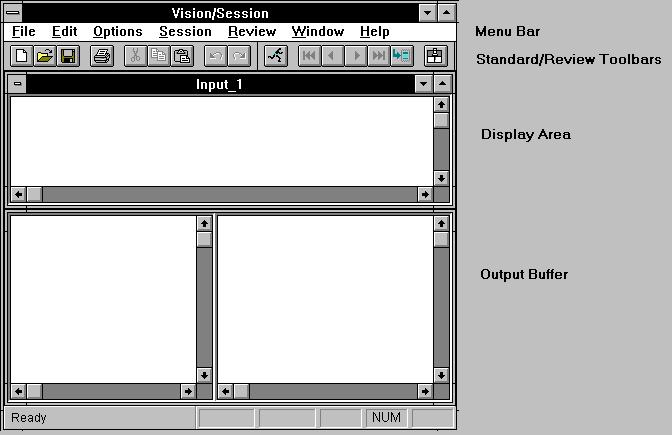 Vision/Session
File Edit Options Session Review Window Help
Menu Bar
Standard/Review Toolbars
Input_1
Display Area
Output Buffer
Ready
NUM